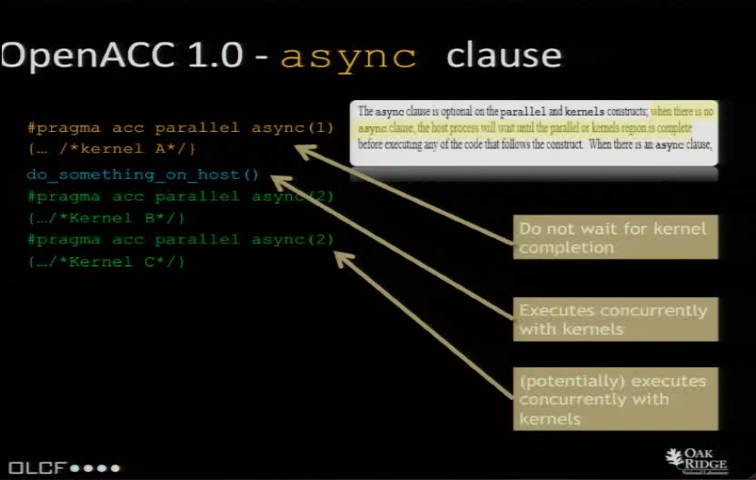 OpenACC 1.0 - async clause
#pragma acc parallel async(1)
{… /*kernel A*/}
do_something_on_host()
#pragma acc parallel async(2)
{…/*Kernel B*/}
#pragma acc parallel async(2)
{…/*Kernel C*/}
The async clause is optional on the parallel and kernels constructs; when there is no
async clause, the host process will wait until the parallel or kernels region is complete
before executing any of the code that follows the construct. When there is an async clause,
Do not wait for kernel
completion
Executes concurrently
with kernels
(potentially) executes
concurrently with
kernels
OLCF
OAK
RIDGE
National Laboratory